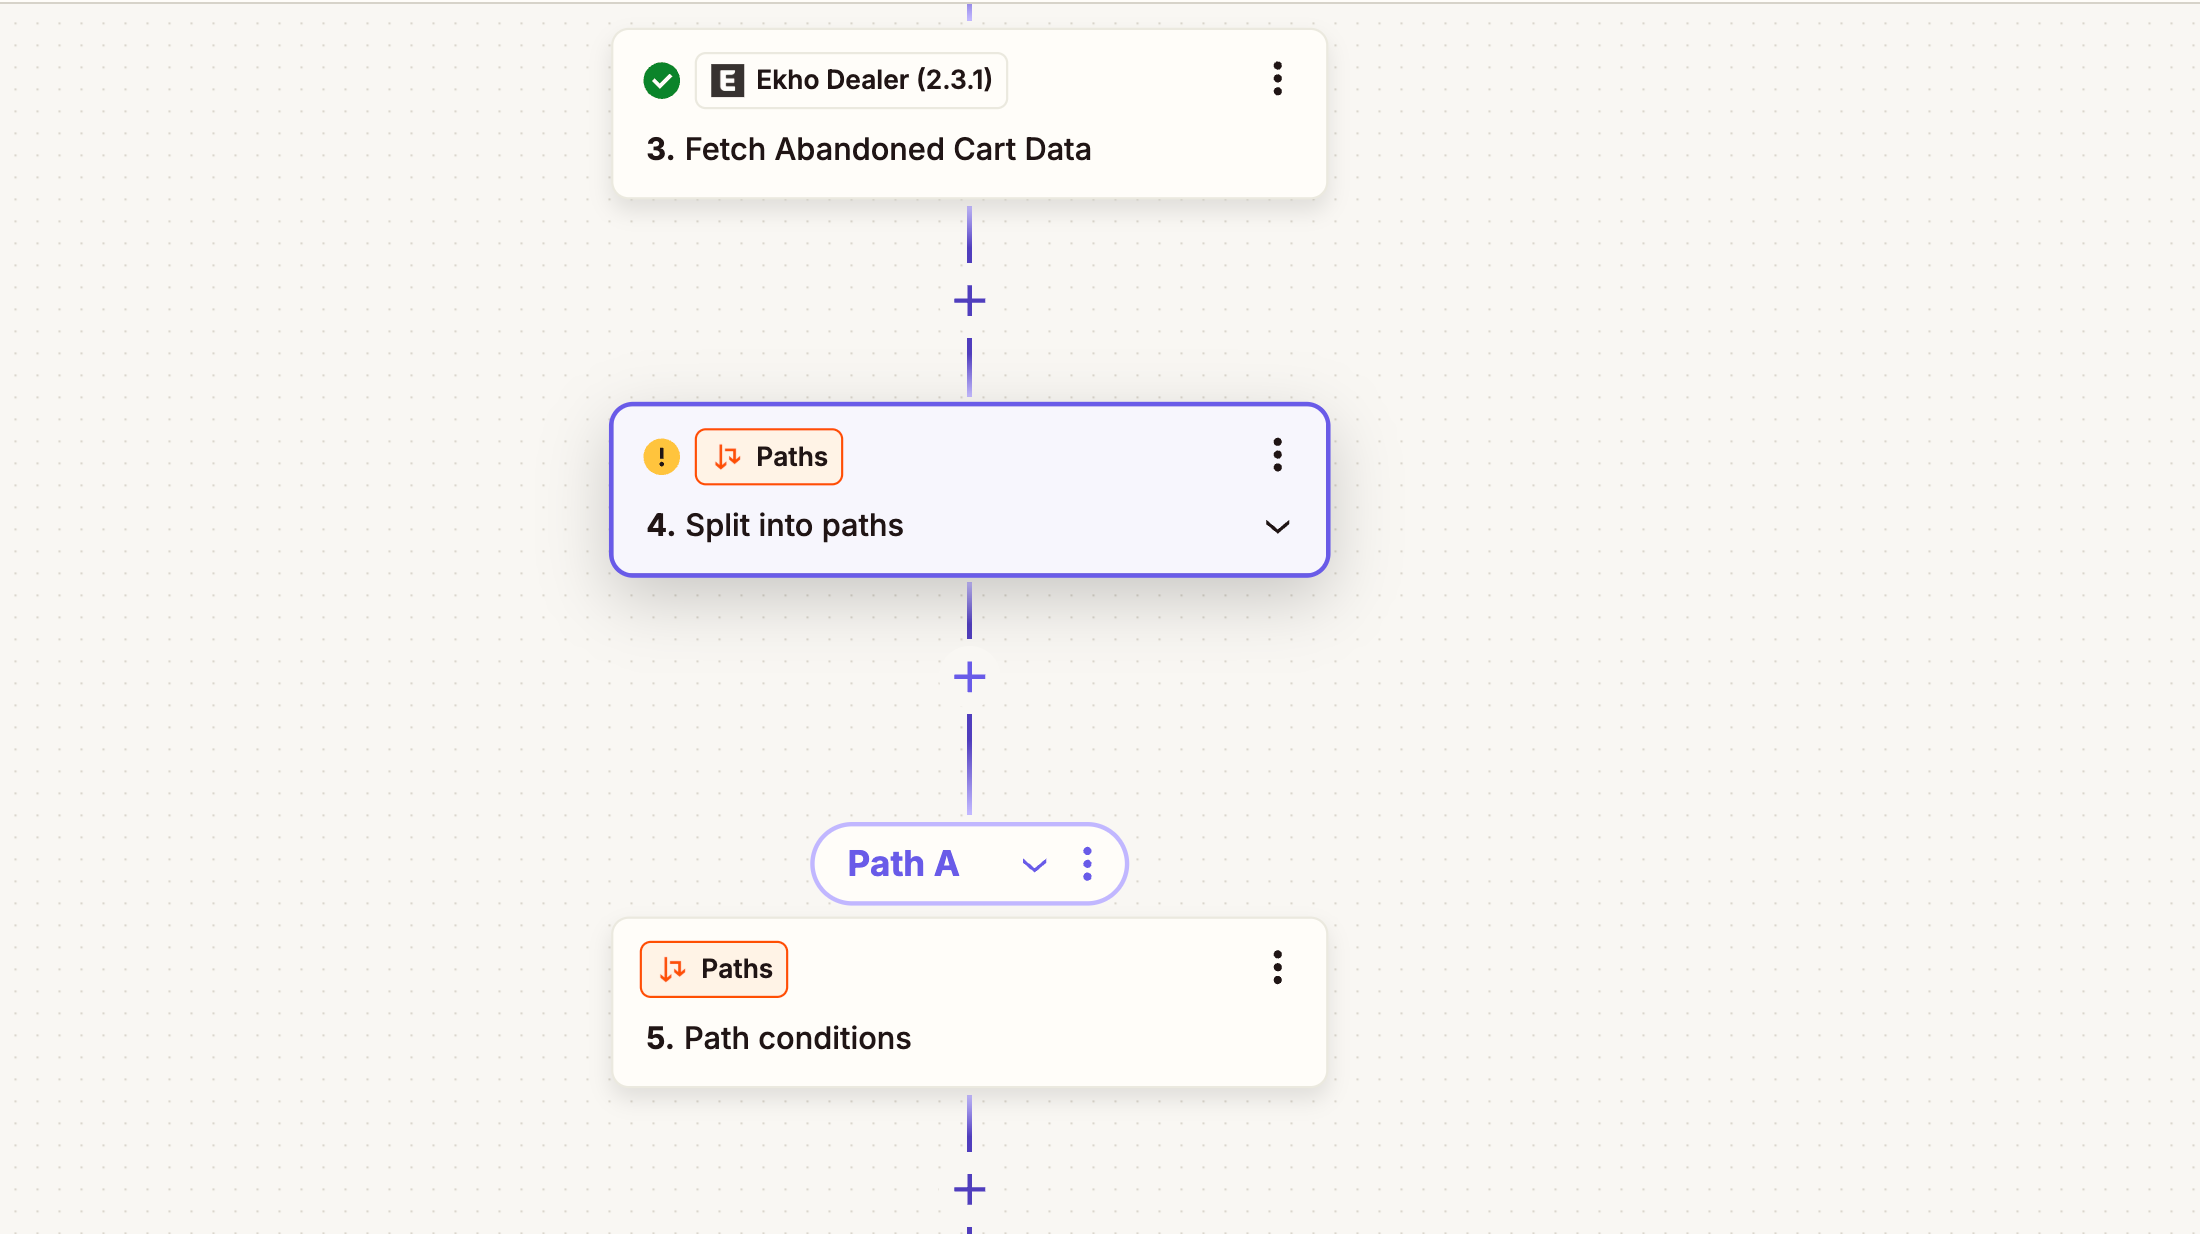 Ekho Dealer (2.3.1)
3. Fetch Abandoned Cart Data
Paths
4. Split into paths
Path A
Paths
5. Path conditions